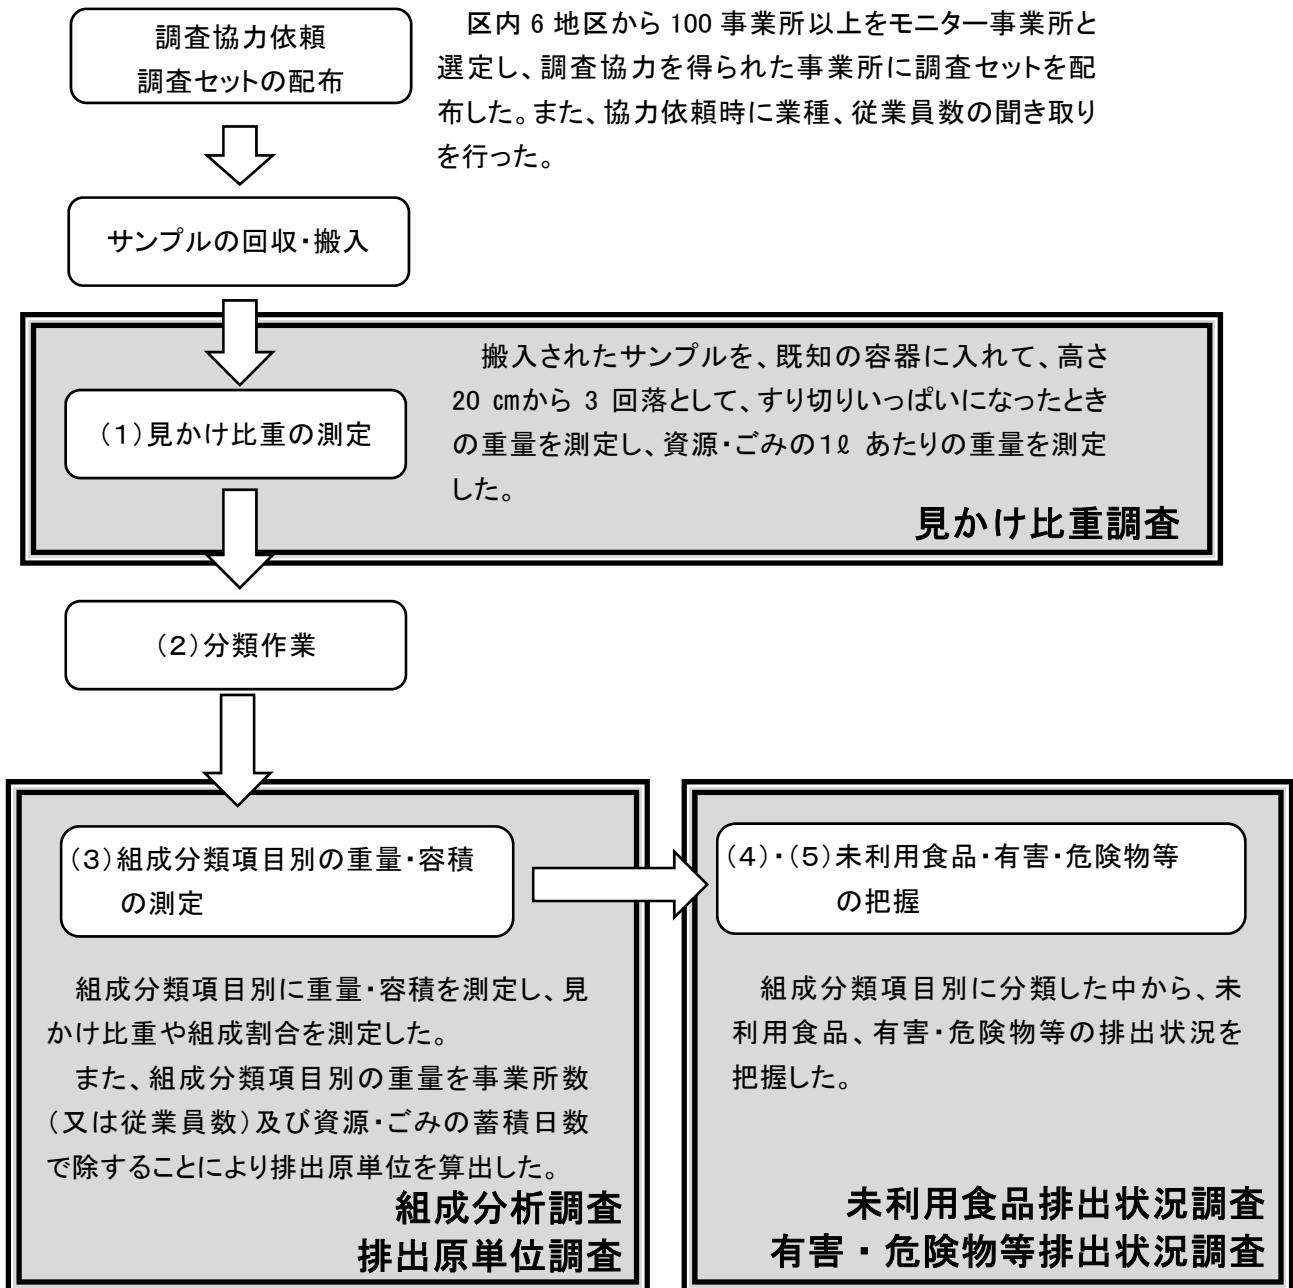 調査協力依頼
調査セットの配布
区内 6 地区から 100 事業所以上をモニター事業所と
選定し、調査協力を得られた事業所に調査セットを配
布した。また、協力依頼時に業種、従業員数の聞き取り
を行った。
サンプルの回収・搬入
(1)見かけ比重の測定
搬入されたサンプルを、既知の容器に入れて、高さ
20 ㎝から 3 回落として、すり切りいっぱいになったとき
の重量を測定し、資源・ごみの1ℓ あたりの重量を測定
した。
見かけ比重調査
(2)分類作業
(3)組成分類項目別の重量・容積
の測定
組成分類項目別に重量・容積を測定し、見
かけ比重や組成割合を測定した。
また、組成分類項目別の重量を事業所数
(又は従業員数)及び資源・ごみの蓄積日数
で除することにより排出原単位を算出した。
組成分析調査
排出原単位調査
(4)・(5)未利用食品・有害・危険物等
の把握
組成分類項目別に分類した中から、未
利用食品、有害・危険物等の排出状況を
把握した。
未利用食品排出状況調査
有害・危険物等排出状況調査